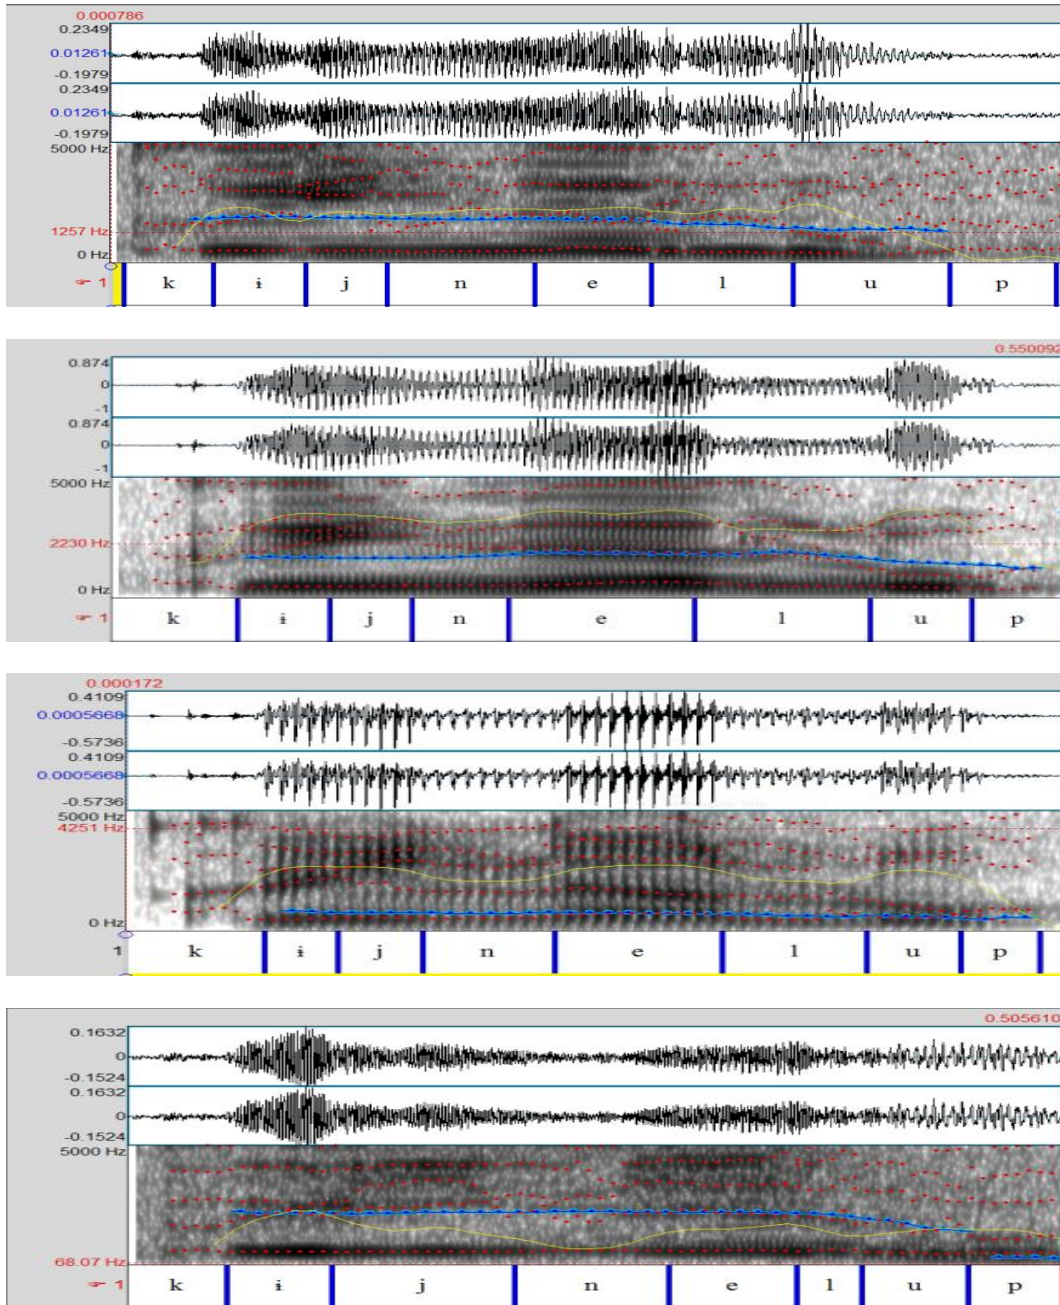 0.000786
0.2349
0.01261
-0.1979
0.2349
0.01261
-0.1979
5000 Hz
1257 Hz
0 Hz
☞ 1 k ɨ j n e l u p
0.550092
0.874
0
-1
0.874
0
-1
5000 Hz
2230 Hz
0 Hz
☞ 1 k ɨ j n e l u p
0.000172
0.4109
0.0005668
-0.5736
0.4109
0.0005668
-0.5736
5000 Hz
4251 Hz
0 Hz
1 k ɨ j n e l u p
0.505610
0.1632
0
-0.1524
0.1632
0
-0.1524
5000 Hz
68.07 Hz
☞ 1 k ɨ j n e l u p